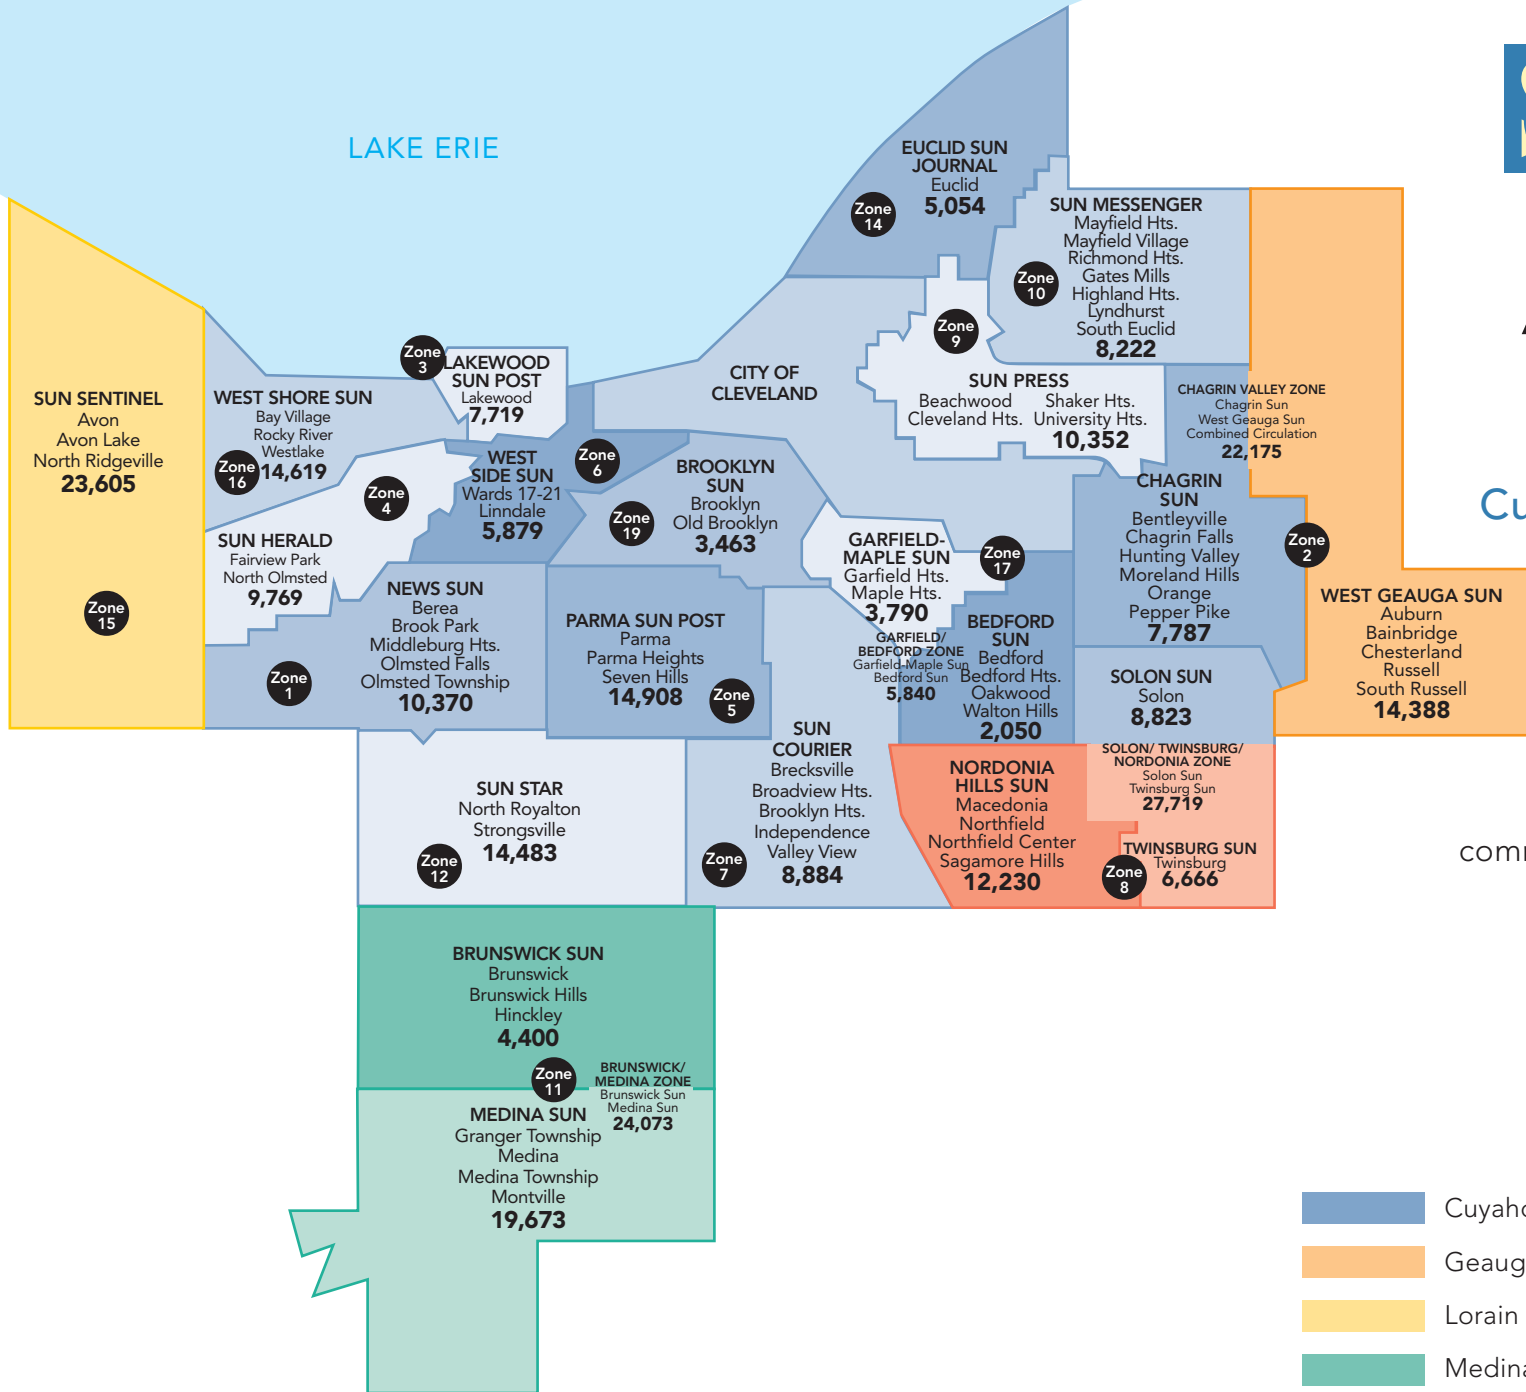 LAKE ERIE
EUCLID SUN
JOURNAL
Euclid
5,054
Zone
14
SUN MESSENGER
Mayfield Hts.
Mayfield Village
Richmond Hts.
Gates Mills
Highland Hts.
Lyndhurst
South Euclid
8,222
Zone
10
Zone
9
SUN PRESS
Beachwood
Cleveland Hts.
Shaker Hts.
University Hts.
10,352
CITY OF
CLEVELAND
CHAGRIN VALLEY ZONE
Chagrin Sun
West Geauga Sun
Combined Circulation
22,175
Zone
3
LAKEWOOD
SUN POST
Lakewood
7,719
SUN SENTINEL
Avon
Avon Lake
North Ridgeville
23,605
Zone
15
WEST SHORE SUN
Bay Village
Rocky River
Westlake
14,619
Zone
16
Zone
4
SUN HERALD
Fairview Park
North Olmsted
9,769
WEST
SIDE SUN
Wards 17-21
Linndale
5,879
Zone
6
BROOKLYN
SUN
Brooklyn
Old Brooklyn
3,463
Zone
19
GARFIELD-
MAPLE SUN
Garfield Hts.
Maple Hts.
3,790
Zone
17
CHAGRIN
SUN
Bentleyville
Chagrin Falls
Hunting Valley
Moreland Hills
Orange
Pepper Pike
7,787
Zone
2
WEST GEAUGA SUN
Auburn
Bainbridge
Chesterland
Russell
South Russell
14,388
NEWS SUN
Berea
Brook Park
Middleburg Hts.
Olmsted Falls
Olmsted Township
10,370
Zone
1
PARMA SUN POST
Parma
Parma Heights
Seven Hills
14,908
Zone
5
GARFIELD/
BEDFORD ZONE
Garfield-Maple Sun
Bedford Sun
5,840
BEDFORD
SUN
Bedford
Bedford Hts.
Oakwood
Walton Hills
2,050
SOLON SUN
Solon
8,823
SUN
COURIER
Brecksville
Broadview Hts.
Brooklyn Hts.
Independence
Valley View
8,884
Zone
7
SUN STAR
North Royalton
Strongsville
14,483
Zone
12
NORDONIA
HILLS SUN
Macedonia
Northfield
Northfield Center
Sagamore Hills
12,230
SOLON/ TWINSBURG/
NORDONIA ZONE
Solon Sun
Twinsburg Sun
27,719
TWINSBURG SUN
Twinsburg
6,666
Zone
8
BRUNSWICK SUN
Brunswick
Brunswick Hills
Hinckley
4,400
Zone
11
BRUNSWICK/
MEDINA ZONE
Brunswick Sun
Medina Sun
24,073
MEDINA SUN
Granger Township
Medina
Medina Township
Montville
19,673
Cu
com
Cuyaho
Geaug
Lorain
Medina